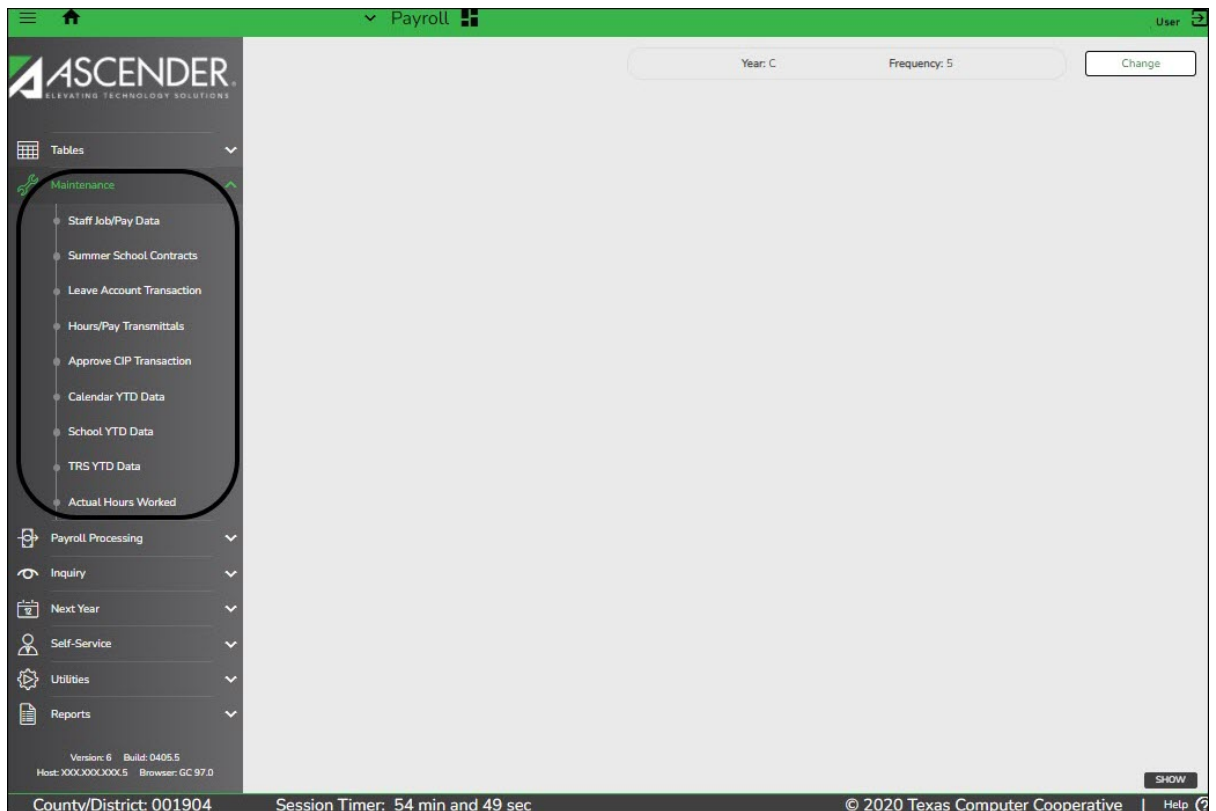 Payroll
User
ASCENDER
ELEVATING TECHNOLOGY SOLUTIONS
Year: C
Frequency: 5
Change
Tables
Maintenance
Staff Job/Pay Data
Summer School Contracts
Leave Account Transaction
Hours/Pay Transmittals
Approve CIP Transaction
Calendar YTD Data
School YTD Data
TRS YTD Data
Actual Hours Worked
Payroll Processing
Inquiry
12
Next Year
Self-Service
Utilities
Reports
Version: 6 Build: 0405.5
Host: XXX.XXX.XXX.5 Browser: GC 97.0
SHOW
County/District: 001904
Session Timer: 54 min and 49 sec
© 2020 Texas Computer Cooperative | Help ?